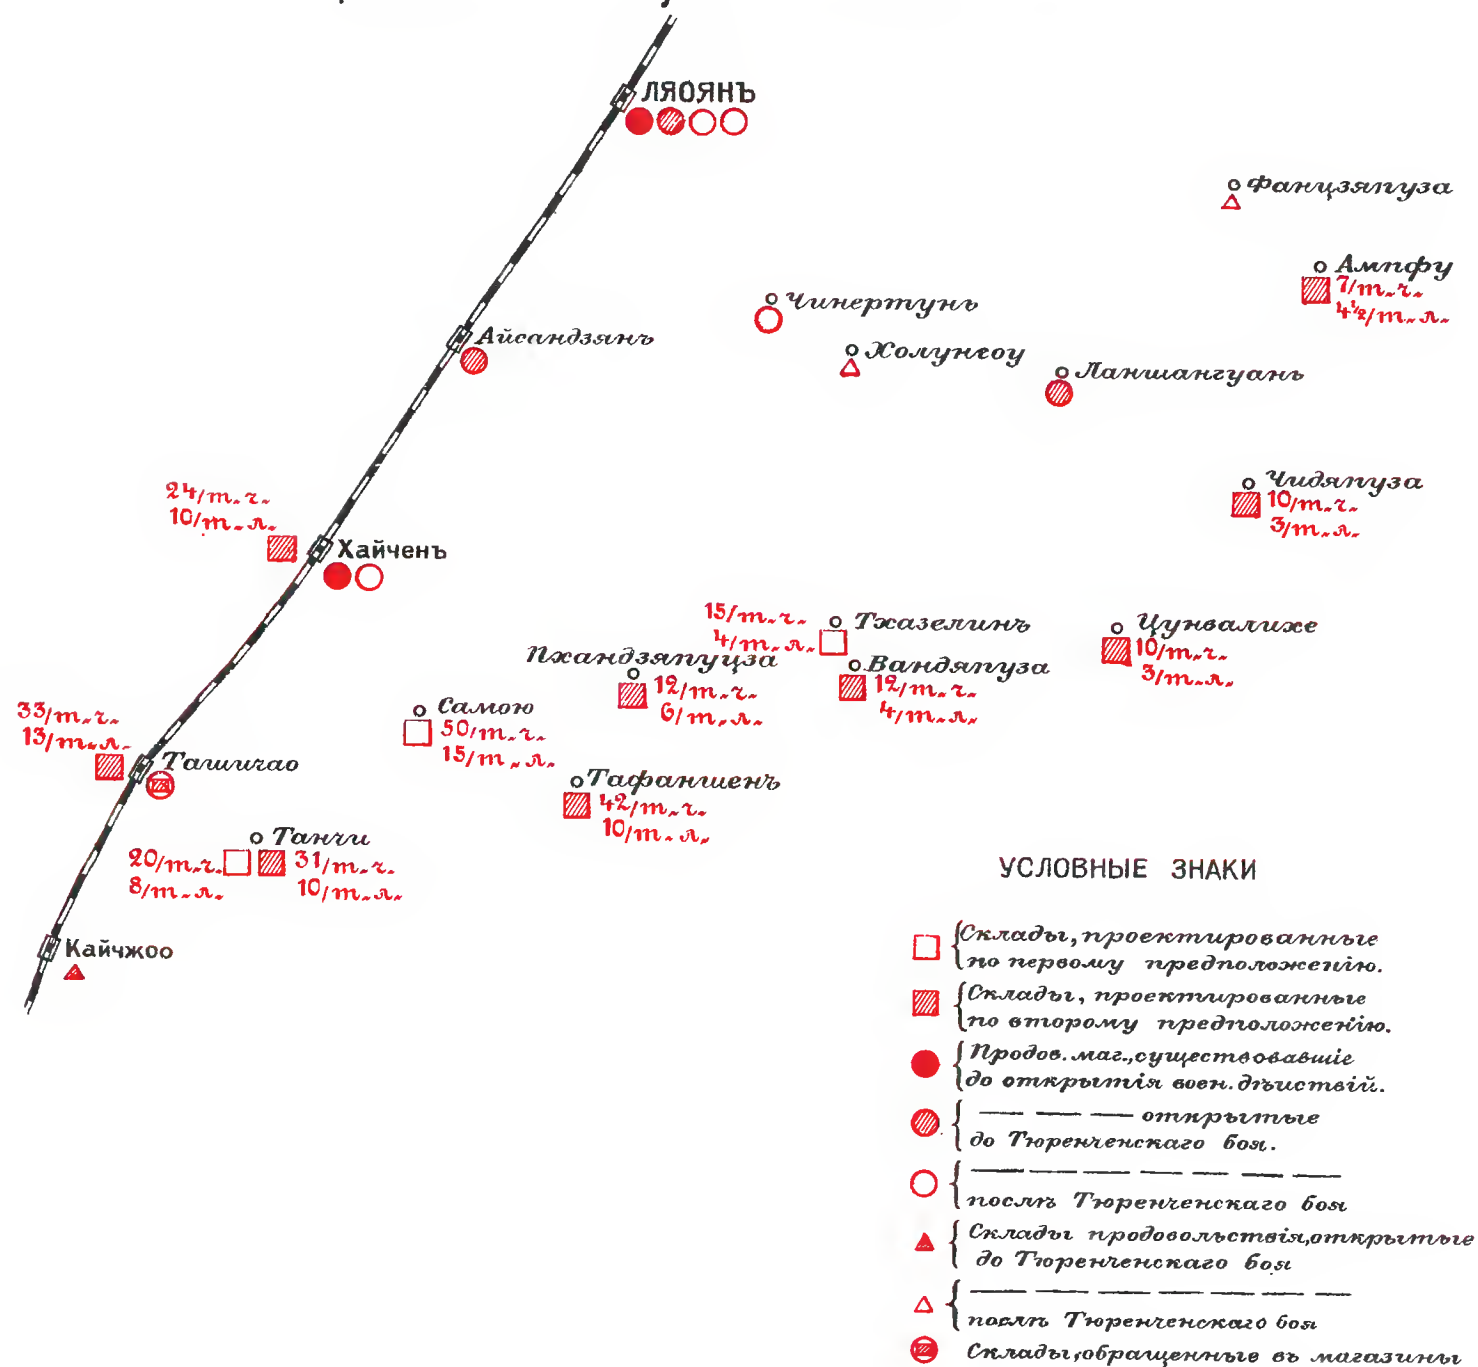 ЛЯОЯНЪ
Фанцзяпуза
Ампфу
7/т.ч.
4½/т.л.
Чинертунь
Айсандзянь
Холунгоу
Ланшангуань
Чидяпуза
10/т.ч.
3/т.л.
24/т.ч.
10/т.л.
Хайченъ
15/т.ч.
4/т.л.
Тхазелинъ
Цунвалихе
10/т.ч.
3/т.л.
Пхандзяпуцза
12/т.ч.
6/т.л.
Вандяпуза
12/т.ч.
4/т.л.
Самою
50/т.ч.
15/т.л.
33/т.ч.
13/т.л.
Ташичао
Тафаншенъ
42/т.ч.
10/т.л.
Танчи
20/т.ч.
8/т.л.
31/т.ч.
10/т.л.
Кайчжоо
УСЛОВНЫЕ ЗНАКИ
Склады, проектированные
по первому предположенію.
Склады, проектированные
по второму предположенію.
Продов. маг., существовавшіе
до открытія воен. дѣйствій.
— — — открытые
до Тюренченскаго боя.
— — — — — — —
послѣ Тюренченскаго боя
Склады продовольствія, открытые
до Тюренченскаго боя
— — — — — — —
послѣ Тюренченскаго боя
Склады, обращенные въ магазины